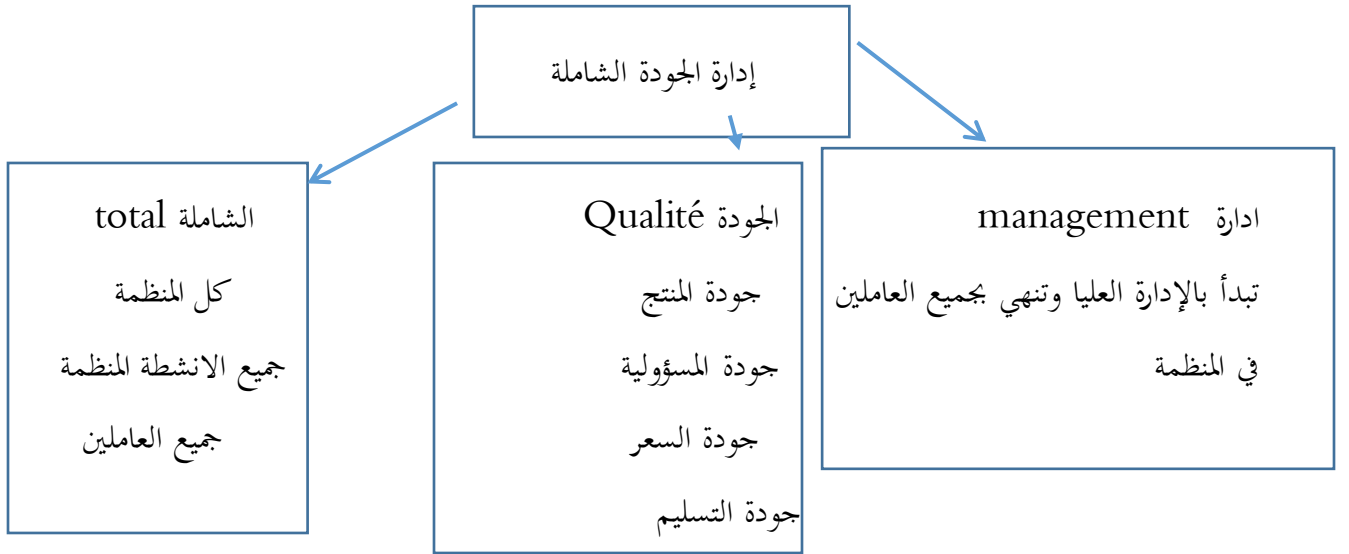 إدارة الجودة الشاملة
ادارة management
تبدأ بالإدارة العليا وتنهي بجميع العاملين
في المنظمة
الجودة Qualité
جودة المنتج
جودة المسؤولية
جودة السعر
جودة التسليم
الشاملة total
كل المنظمة
جميع الانشطة المنظمة
جميع العاملين